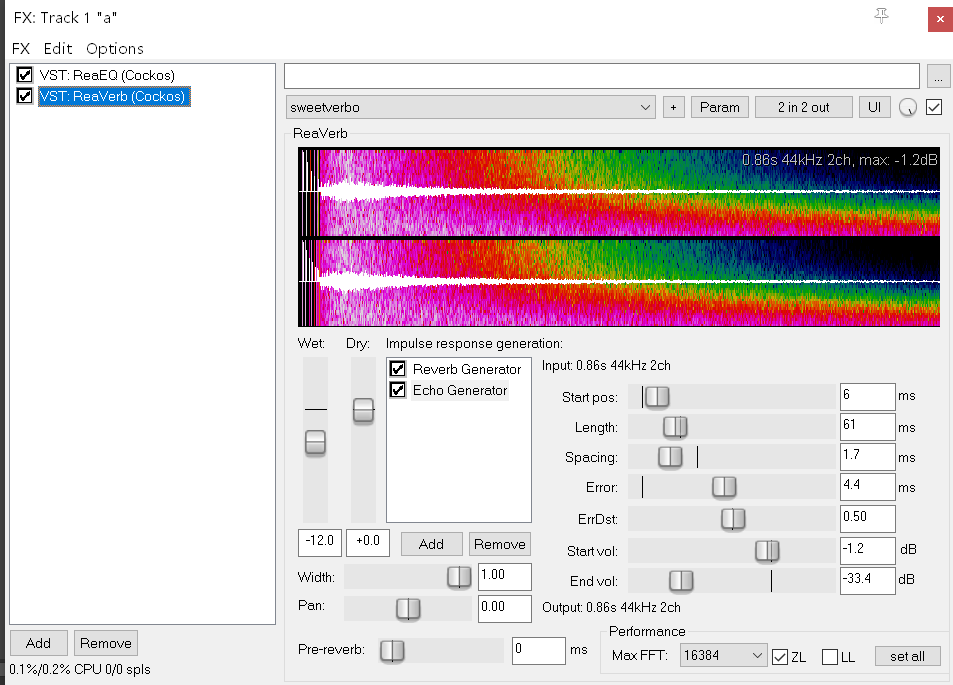 FX: Track 1 "a"
FX Edit Options
VST: ReaEQ (Cockos)
VST: ReaVerb (Cockos)
...
sweetverbo
+ Param 2 in 2 out UI
ReaVerb
0.86s 44kHz 2ch, max: -1.2dB
Wet: Dry: Impulse response generation:
Reverb Generator
Echo Generator
Input: 0.86s 44kHz 2ch
Start pos: 6 ms
Length: 61 ms
Spacing: 1.7 ms
Error: 4.4 ms
ErrDst: 0.50
Start vol: -1.2 dB
End vol: -33.4 dB
Output: 0.86s 44kHz 2ch
-12.0 +0.0 Add Remove
Width: 1.00
Pan: 0.00
Pre-reverb: 0 ms
Performance
Max FFT: 16384 ZL LL set all
Add Remove
0.1%/0.2% CPU 0/0 spls